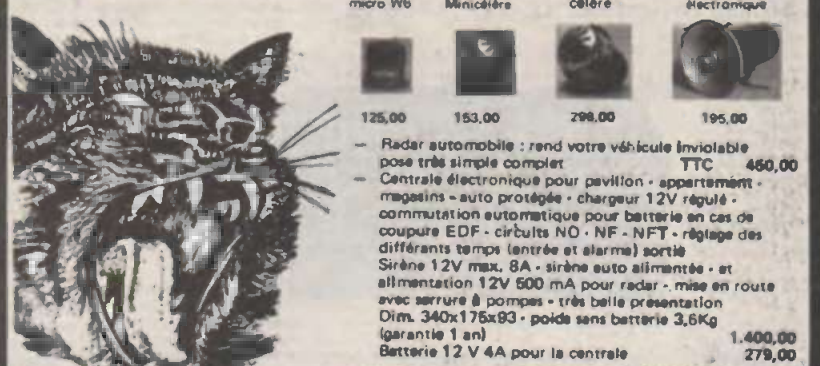 micro W6 Minicélère célère électronique
125,00 153,00 298,00 195,00
- Radar automobile : rend votre véhicule inviolable
pose très simple complet TTC 460,00
- Centrale électronique pour pavillon - appartement -
magasins - auto protégée - chargeur 12V régulé -
commutation automatique pour batterie en cas de
coupure EDF - circuits NO - NF - NFT - réglage des
différants temps (entrée et alarme) sortie
Sirène 12V max. 8A - sirène auto alimentée - et
alimentation 12V 500 mA pour radar - mise en route
avec serrure à pompes - très belle présentation
Dim. 340x175x93 - poids sans batterie 3,6Kg
(garantie 1 an) 1.400,00
Batterie 12 V 4A pour la centrale 279,00